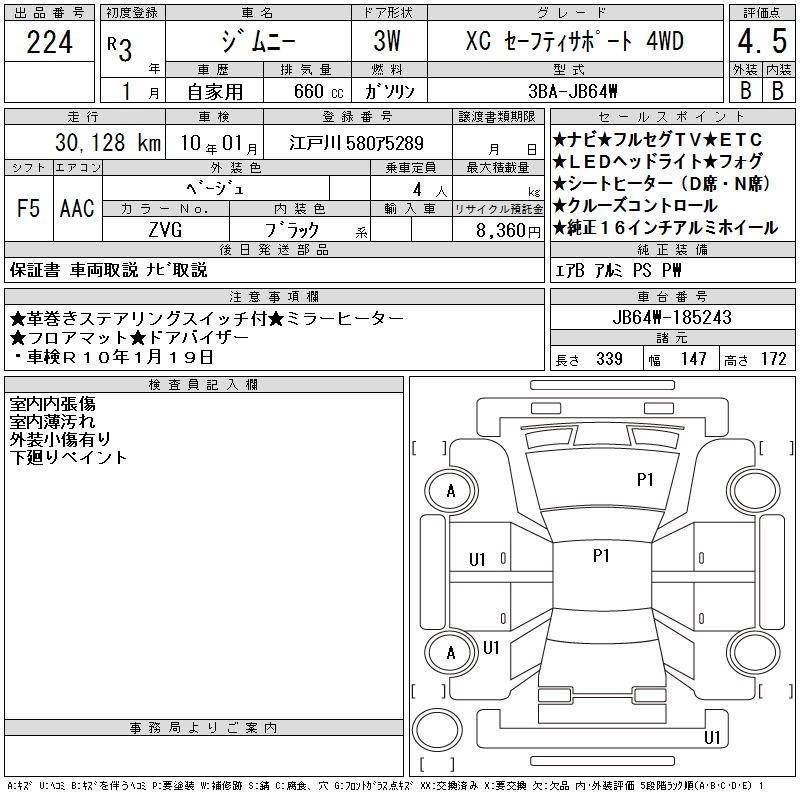 出品番号 初度登録 車名 ドア形状 グレード 評価点
224 R3年 ジムニー 3W XC セーフティサポート 4WD 4.5
車歴 排気量 燃料 型式 外装 内装
1月 自家用 660cc ガソリン 3BA-JB64W B B
走行 車検 登録番号 譲渡書類期限 セールスポイント
30,128 km 10年01月 江戸川580ア5289 月 日
★ナビ★フルセグTV★ETC
★LEDヘッドライト★フォグ
★シートヒーター（D席・N席）
★クルーズコントロール
★純正16インチアルミホイール
シフト エアコン 外装色 乗車定員 最大積載量
F5 AAC ベージュ 4人 kg
カラーNo. 内装色 輸入車 リサイクル預託金
ZVG ブラック 系 8,360円
後日発送部品 純正装備
保証書 車両取説 ナビ取説 エアB アルミ PS PW
注意事項欄 車台番号
★革巻きステアリングスイッチ付★ミラーヒーター JB64W-185243
★フロアマット★ドアバイザー 諸元
・車検R10年1月19日 長さ 339 幅 147 高さ 172
検査員記入欄
室内内張傷
室内薄汚れ
外装小傷有り
下廻りペイント
P1
A
U1 P1
A U1
U1
事務局よりご案内
A:キズ U:ヘコミ B:キズを伴うヘコミ P:要塗装 W:補修跡 S:錆 C:腐食、穴 G:フロントガラス点キズ XX:交換済み X:要交換 欠:欠品 内・外装評価 5段階ランク順(A・B・C・D・E) 1